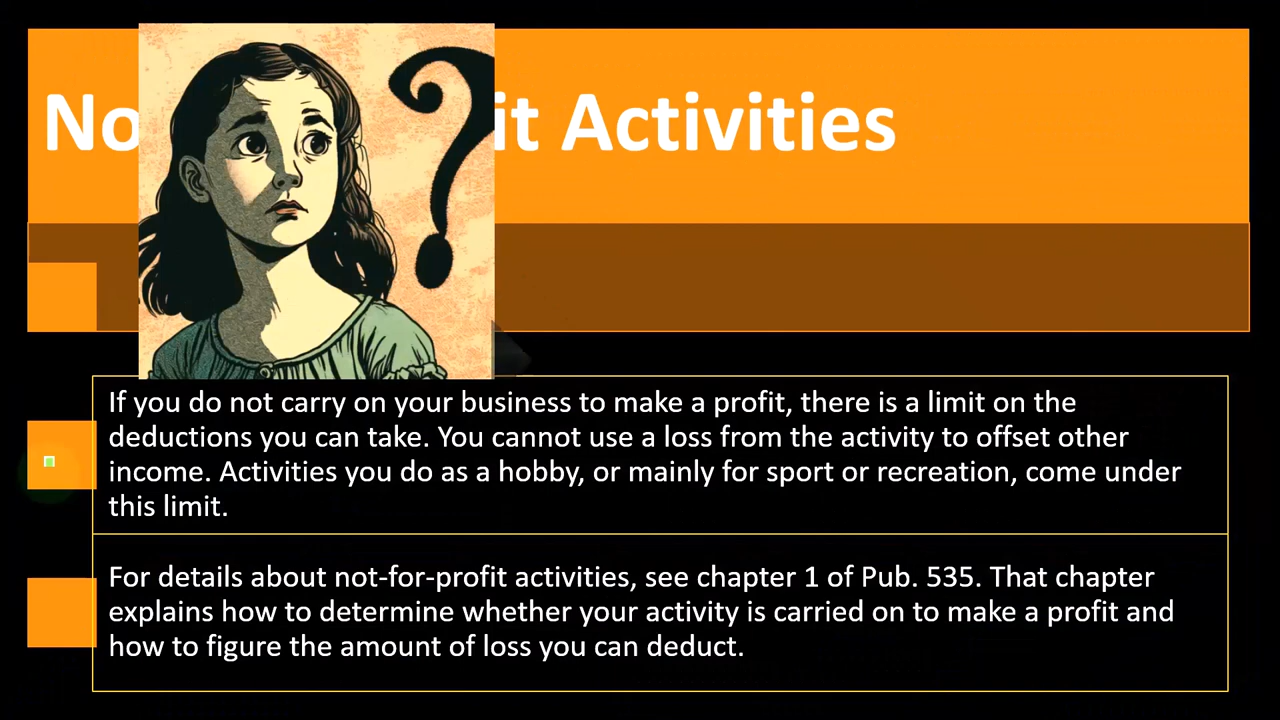 No it Activities
If you do not carry on your business to make a profit, there is a limit on the
deductions you can take. You cannot use a loss from the activity to offset other
income. Activities you do as a hobby, or mainly for sport or recreation, come under
this limit.
For details about not-for-profit activities, see chapter 1 of Pub. 535. That chapter
explains how to determine whether your activity is carried on to make a profit and
how to figure the amount of loss you can deduct.